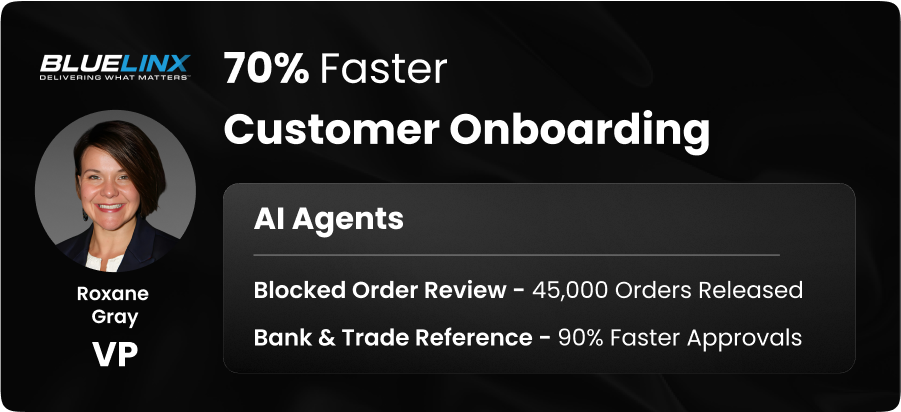 BLUELINX
DELIVERING WHAT MATTERS™
Roxane
Gray
VP
70% Faster
Customer Onboarding
AI Agents
Blocked Order Review - 45,000 Orders Released
Bank & Trade Reference - 90% Faster Approvals